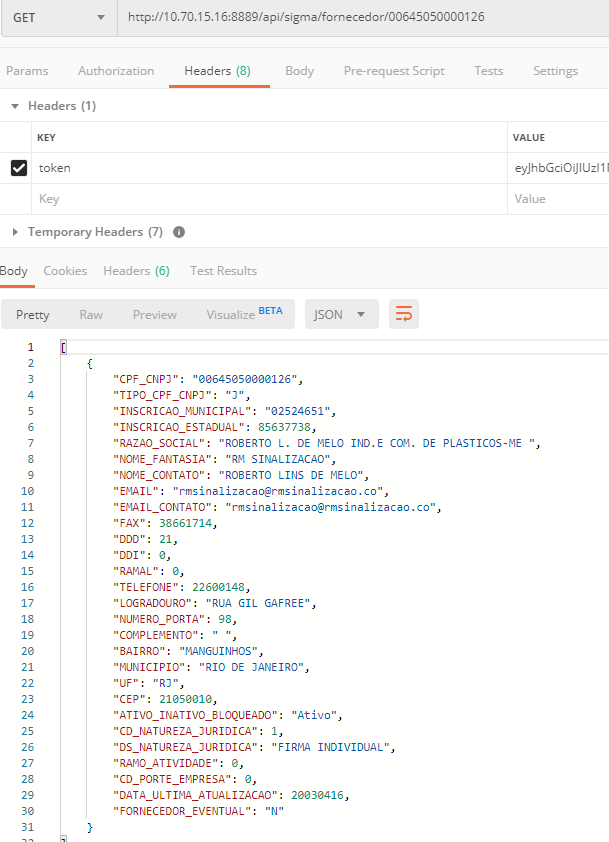 GET http://10.70.15.16:8889/api/sigma/fornecedor/00645050000126
Params Authorization Headers (8) Body Pre-request Script Tests Settings
Headers (1)
KEY VALUE
token
Key Value
Temporary Headers (7)
Body Cookies Headers (6) Test Results
Pretty Raw Preview Visualize BETA JSON
1 [
2 {
3 "CPF_CNPJ": "00645050000126",
4 "TIPO_CPF_CNPJ": "J",
5 "INSCRICAO_MUNICIPAL": "02524651",
6 "INSCRICAO_ESTADUAL": 85637738,
7 "RAZAO_SOCIAL": "ROBERTO L. DE MELO IND.E COM. DE PLASTICOS-ME ",
8 "NOME_FANTASIA": "RM SINALIZACAO",
9 "NOME_CONTATO": "ROBERTO LINS DE MELO",
10 "EMAIL": "rmsinalizacao@rmsinalizacao.co",
11 "EMAIL_CONTATO": "rmsinalizacao@rmsinalizacao.co",
12 "FAX": 38661714,
13 "DDD": 21,
14 "DDI": 0,
15 "RAMAL": 0,
16 "TELEFONE": 22600148,
17 "LOGRADOURO": "RUA GIL GAFREE",
18 "NUMERO_PORTA": 98,
19 "COMPLEMENTO": " ",
20 "BAIRRO": "MANGUINHOS",
21 "MUNICIPIO": "RIO DE JANEIRO",
22 "UF": "RJ",
23 "CEP": 21050010,
24 "ATIVO_INATIVO_BLOQUEADO": "Ativo",
25 "CD_NATUREZA_JURIDICA": 1,
26 "DS_NATUREZA_JURIDICA": "FIRMA INDIVIDUAL",
27 "RAMO_ATIVIDADE": 0,
28 "CD_PORTE_EMPRESA": 0,
29 "DATA_ULTIMA_ATUALIZACAO": 20030416,
30 "FORNECEDOR_EVENTUAL": "N"
31 }
32 ]